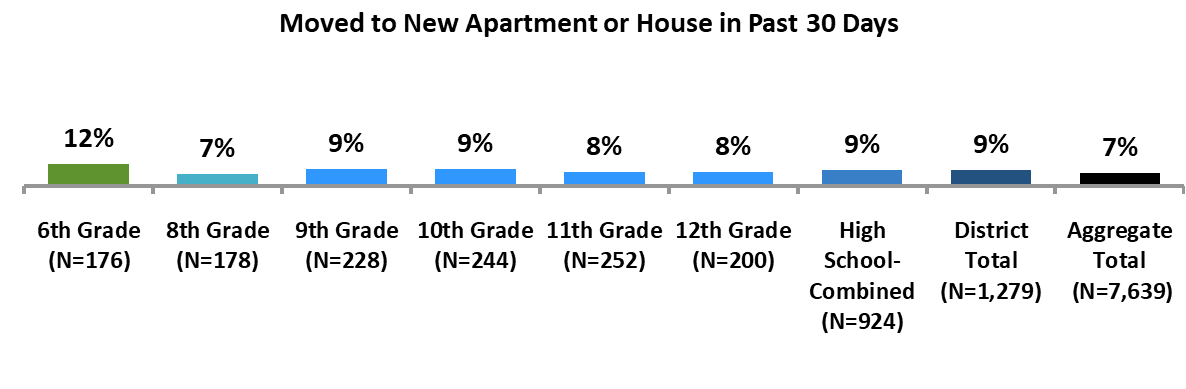 Moved to New Apartment or House in Past 30 Days
12%
7%
9%
9%
8%
8%
9%
9%
7%
6th Grade
(N=176)
8th Grade
(N=178)
9th Grade
(N=228)
10th Grade
(N=244)
11th Grade
(N=252)
12th Grade
(N=200)
High
School-
Combined
(N=924)
District
Total
(N=1,279)
Aggregate
Total
(N=7,639)